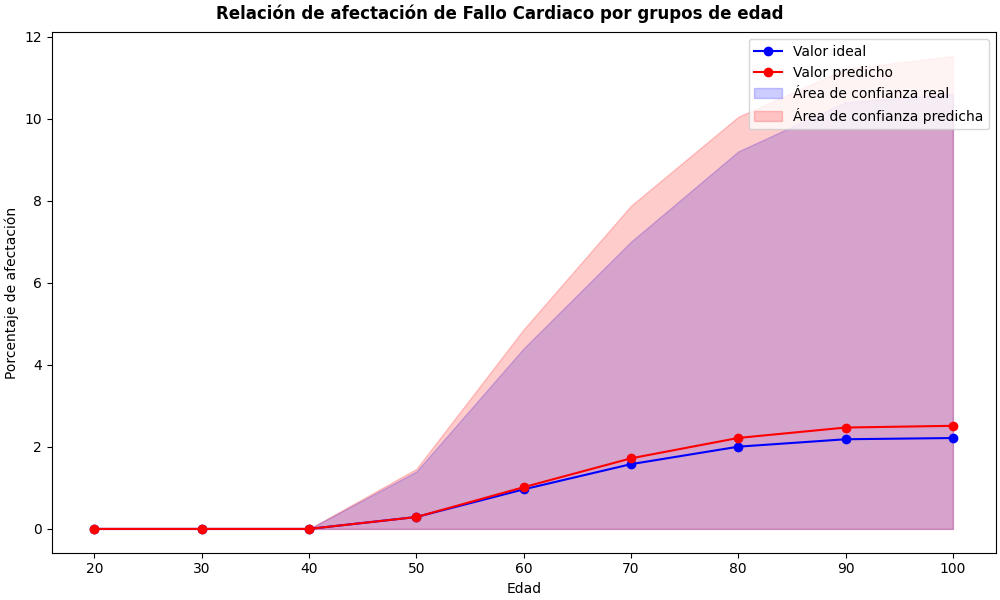 Relación de afectación de Fallo Cardiaco por grupos de edad
Porcentaje de afectación
12
10
8
6
4
2
0
Valor ideal
Valor predicho
Área de confianza real
Área de confianza predicha
20 30 40 50 60 70 80 90 100
Edad